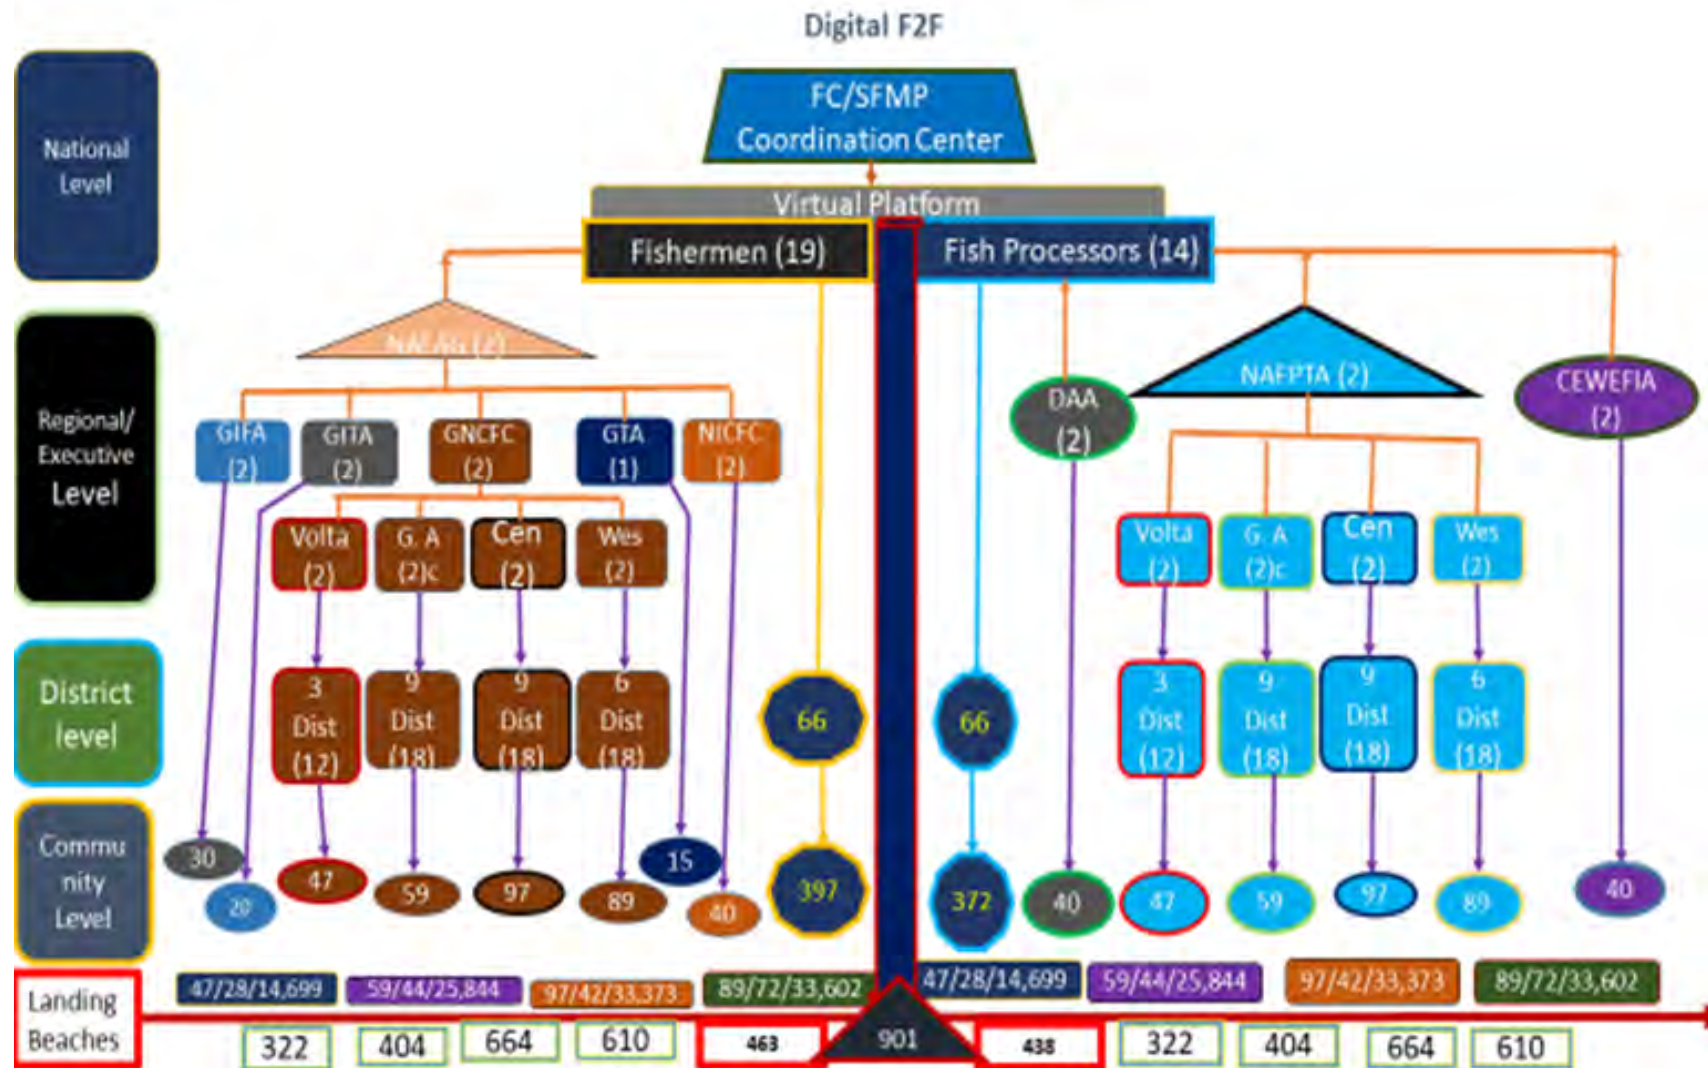 Digital F2F
FC/SFMP
Coordination Center
Virtual Platform
Fishermen (19)
Fish Processors (14)
National
Level
(2)
NAFPTA (2)
DAA
(2)
CEWEFIA
(2)
Regional/
Executive
Level
GIFA
(2)
GITA
(2)
GNCFC
(2)
GTA
(1)
NICFC
(2)
Volta
(2)
G. A
(2)c
Cen
(2)
Wes
(2)
Volta
(2)
G. A
(2)c
Cen
(2)
Wes
(2)
District
level
3
Dist
(12)
9
Dist
(18)
9
Dist
(18)
6
Dist
(18)
66
66
3
Dist
(12)
9
Dist
(18)
9
Dist
(18)
6
Dist
(18)
Commu
nity
Level
30
20
47
59
97
89
15
40
397
372
40
47
59
97
89
40
47/28/14,699
59/44/25,844
97/42/33,373
89/72/33,602
47/28/14,699
59/44/25,844
97/42/33,373
89/72/33,602
Landing
Beaches
322
404
664
610
463
901
438
322
404
664
610